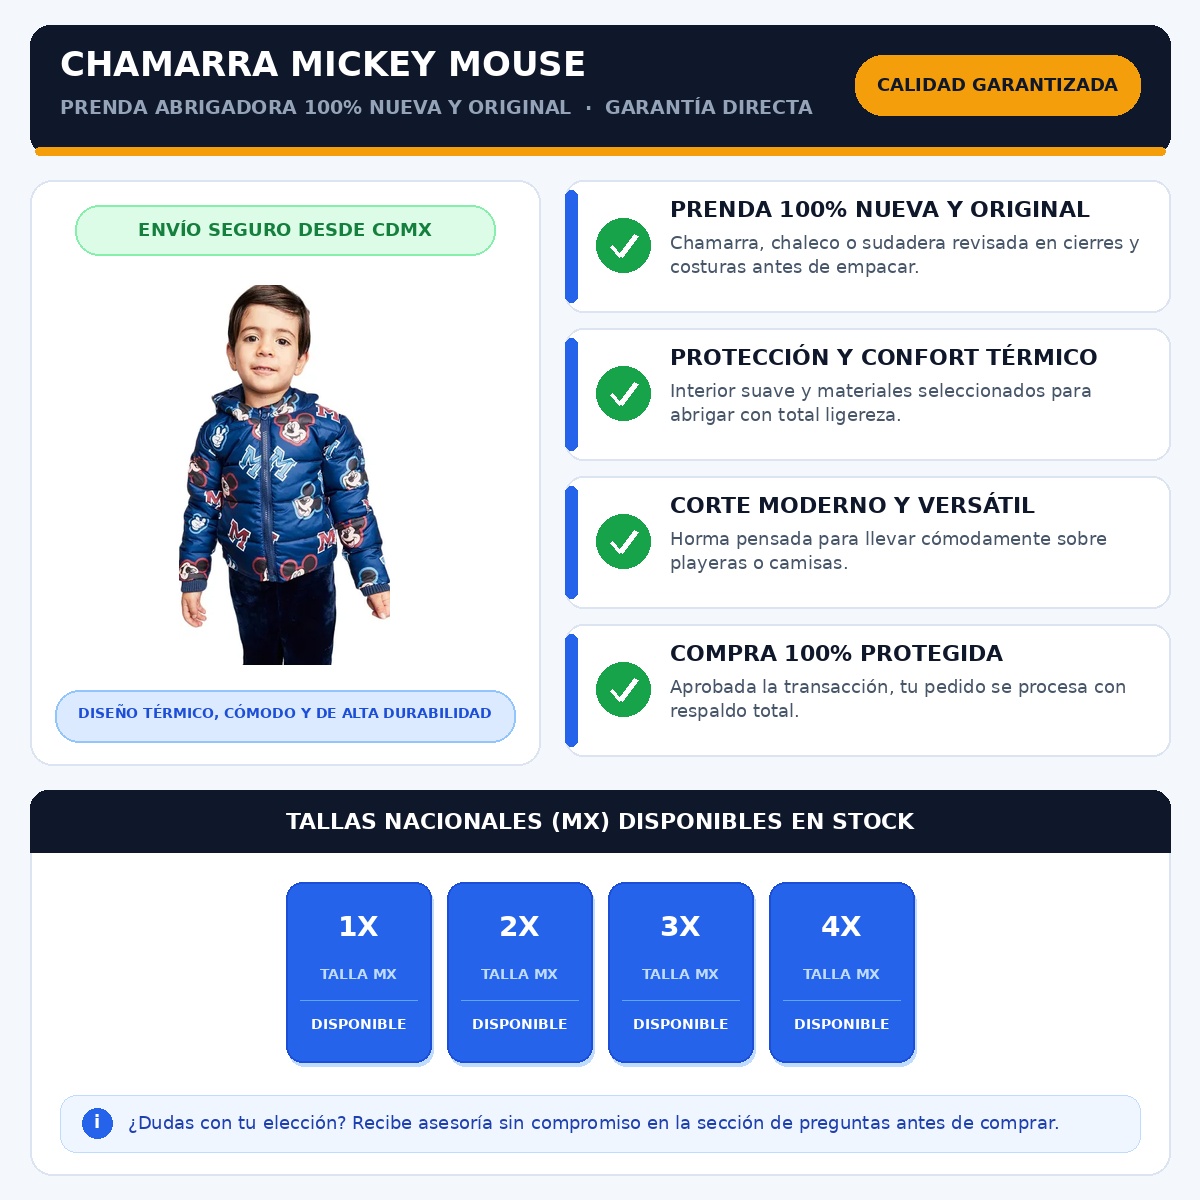 CHAMARRA MICKEY MOUSE
PRENDA ABRIGADORA 100% NUEVA Y ORIGINAL · GARANTÍA DIRECTA
CALIDAD GARANTIZADA
ENVÍO SEGURO DESDE CDMX
M
M
M
M
M
M
DISEÑO TÉRMICO, CÓMODO Y DE ALTA DURABILIDAD
PRENDA 100% NUEVA Y ORIGINAL
Chamarra, chaleco o sudadera revisada en cierres y
costuras antes de empacar.
PROTECCIÓN Y CONFORT TÉRMICO
Interior suave y materiales seleccionados para
abrigar con total ligereza.
CORTE MODERNO Y VERSÁTIL
Horma pensada para llevar cómodamente sobre
playeras o camisas.
COMPRA 100% PROTEGIDA
Aprobada la transacción, tu pedido se procesa con
respaldo total.
TALLAS NACIONALES (MX) DISPONIBLES EN STOCK
1X
TALLA MX
DISPONIBLE
2X
TALLA MX
DISPONIBLE
3X
TALLA MX
DISPONIBLE
4X
TALLA MX
DISPONIBLE
i
¿Dudas con tu elección? Recibe asesoría sin compromiso en la sección de preguntas antes de comprar.